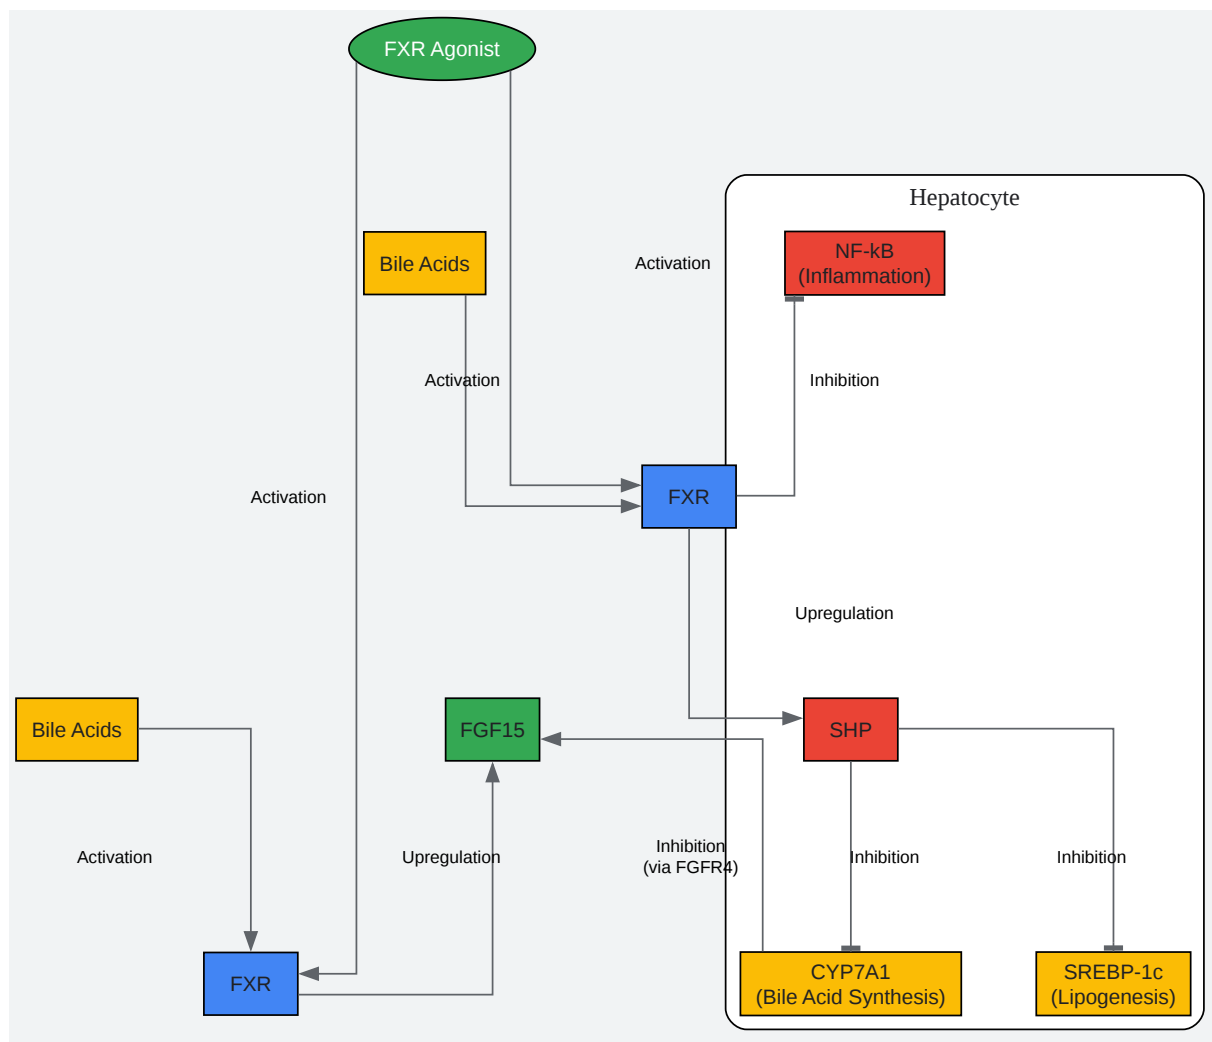 FXR Agonist
Hepatocyte
Bile Acids
Activation
NF-kB
(Inflammation)
Activation
Inhibition
Activation
FXR
Upregulation
Bile Acids
FGF15
SHP
Activation
Upregulation
Inhibition
(via FGFR4)
Inhibition
Inhibition
FXR
CYP7A1
(Bile Acid Synthesis)
SREBP-1c
(Lipogenesis)